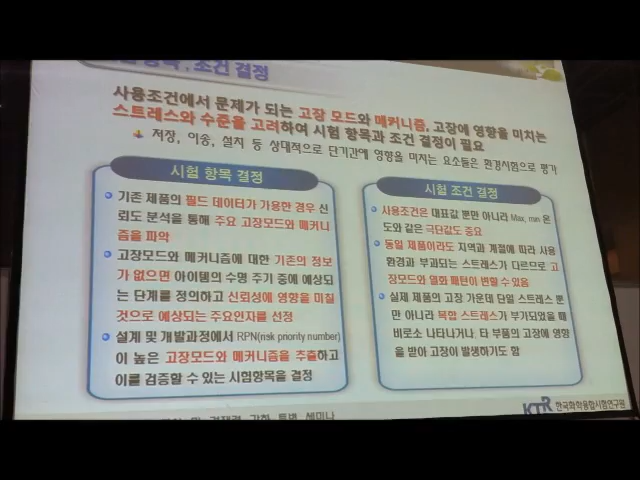 조건 결정
사용조건에서 문제가 되는 고장 모드와 매커니즘, 고장에 영향을 미치는
스트레스와 수준을 고려하여 시험 항목과 조건 결정이 필요
저장, 이송, 설치 등 상대적으로 단기간에 영향을 미치는 요소들은 환경시험으로 평가
시험 항목 결정
기존 제품의 필드 데이터가 가용한 경우 신
뢰도 분석을 통해 주요 고장모드와 매커니
즘을 파악
고장모드와 메커니즘에 대한 기존의 정보
가 없으면 아이템의 수명 주기 중에 예상되
는 단계를 정의하고 신뢰성에 영향을 미칠
것으로 예상되는 주요인자를 선정
설계 및 개발과정에서 RPN(risk priority number)
이 높은 고장모드와 메커니즘을 추출하고
이를 검증할 수 있는 시험항목을 결정
시험 조건 결정
사용조건은 대표값 뿐만 아니라 Max, min 온
도와 같은 극단값도 중요
동일 제품이라도 지역과 계절에 따라 사용
환경과 부과되는 스트레스가 다르므로 고
장모드와 열화 패턴이 변할 수 있음
실제 제품의 고장 가운데 단일 스트레스 뿐
만 아니라 복합 스트레스가 부가되었을 때
비로소 나타나거나, 타 부품의 고장에 영향
을 받아 고장이 발생하기도 함
KTR 한국화학융합시험연구원
강화 특별 세미나